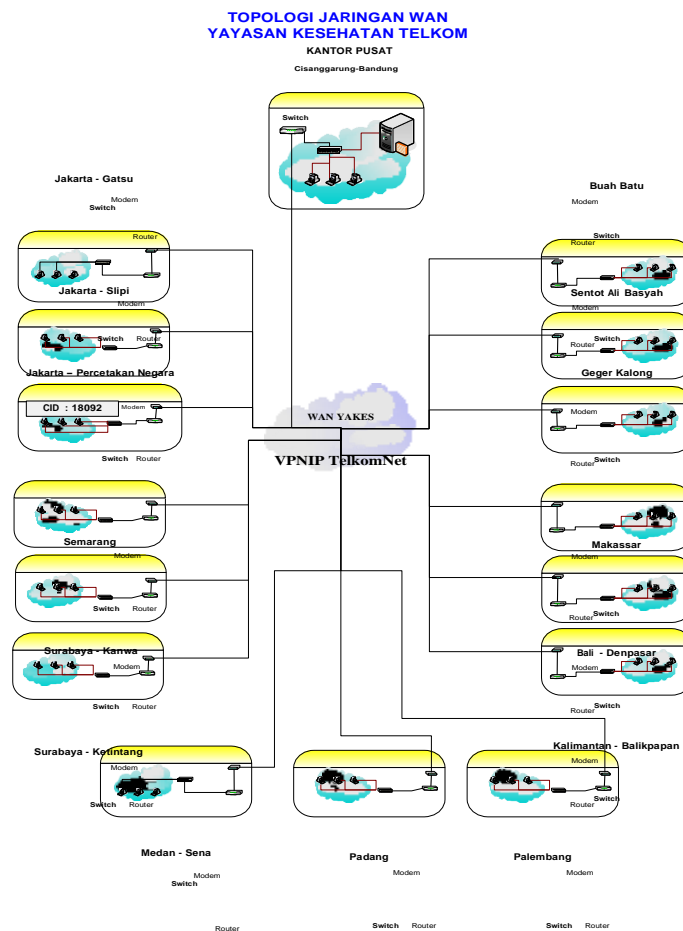 TOPOLOGI JARINGAN WAN
YAYASAN KESEHATAN TELKOM
KANTOR PUSAT
Cisanggarung-Bandung
Switch
Jakarta - Gatsu
Modem
Switch
Router
Jakarta - Slipi
Modem
Switch Router
Jakarta – Percetakan Negara
CID : 18092
Modem
Switch Router
Semarang
Modem
Switch Router
Surabaya - Kanwa
Modem
Switch Router
Surabaya - Ketintang
Modem
Switch Router
Medan - Sena
Modem
Switch
Router
WAN YAKES
VPNIP TelkomNet
Buah Batu
Modem
Switch
Router
Sentot Ali Basyah
Modem
Switch
Router
Geger Kalong
Modem
Router Switch
Makassar
Modem
Router Switch
Bali - Denpasar
Modem
Router Switch
Kalimantan - Balikpapan
Modem
Switch
Router
Padang
Modem
Switch Router
Palembang
Modem
Switch Router